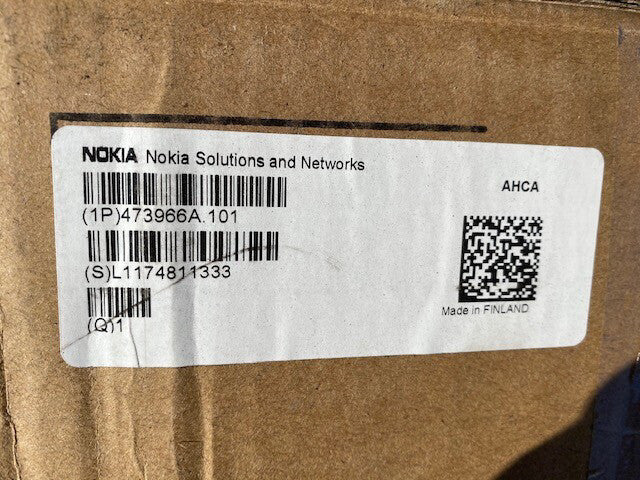 NOKIA Nokia Solutions and Networks
AHCA
(1P)473966A.101
(S)L1174811333
(Q)1
Made in FINLAND